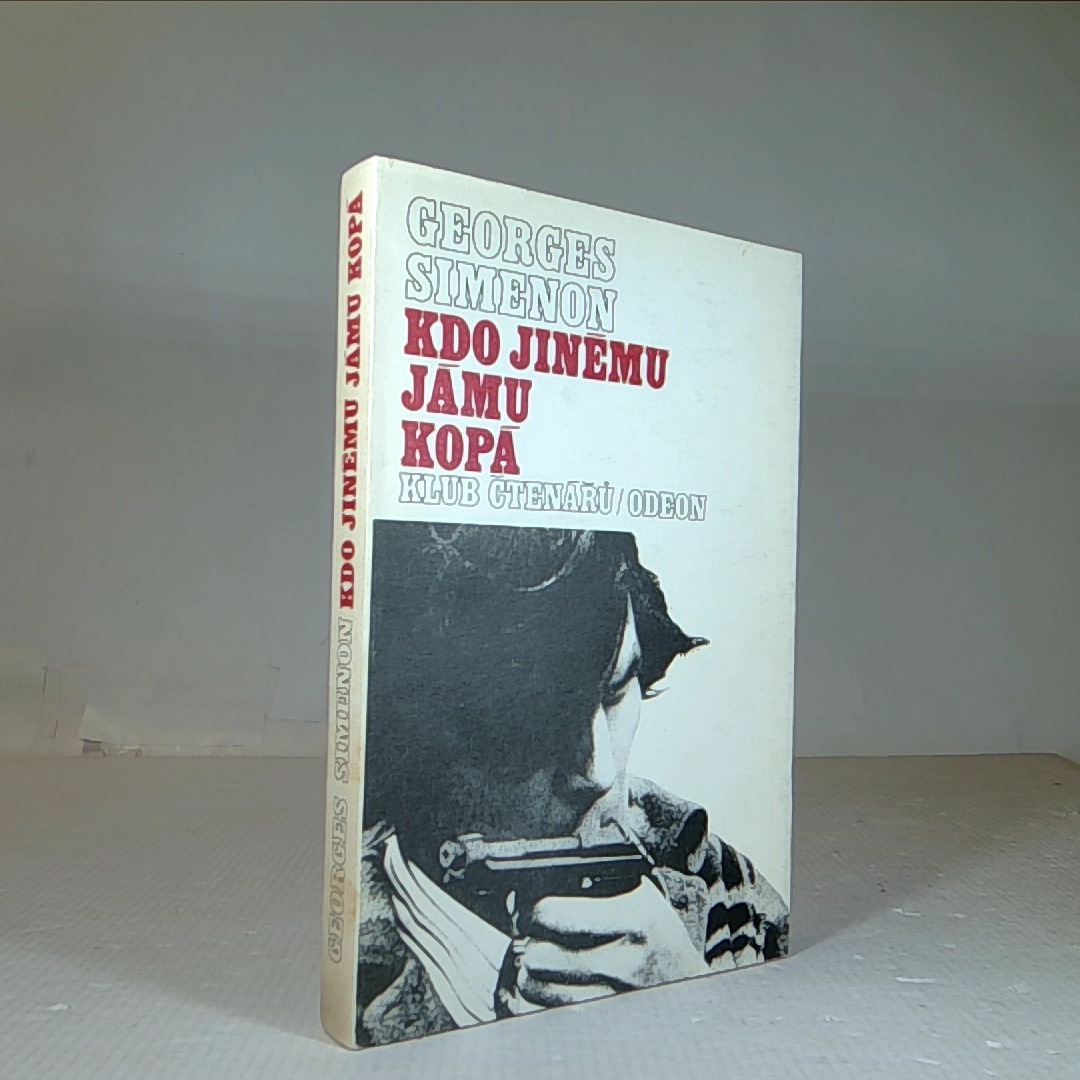 GEORGES
SIMENON
KDO JINÉMU
JÁMU
KOPÁ
KLUB ČTENÁŘŮ / ODEON
GEORGES SIMENON KDO JINÉMU JÁMU KOPÁ